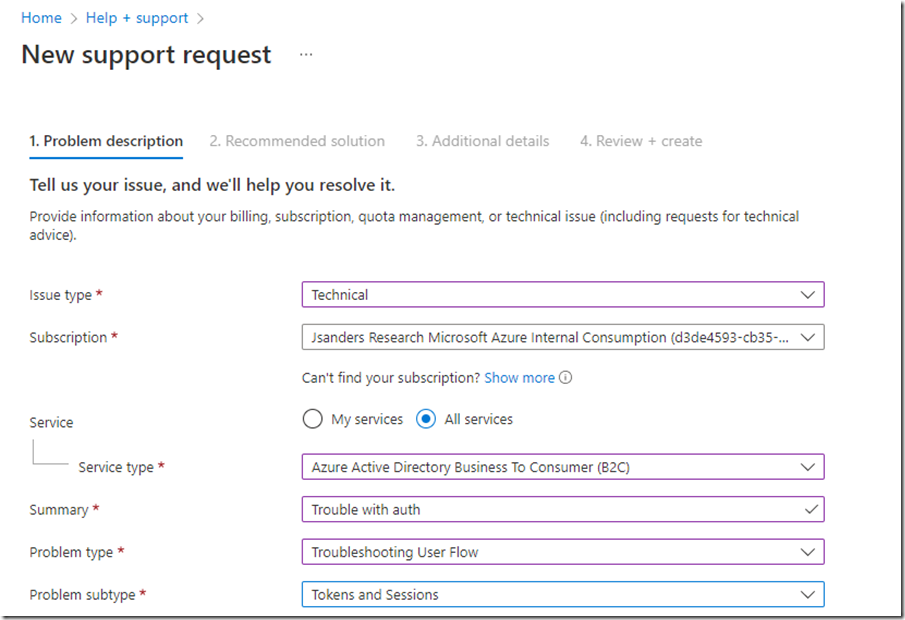 Home > Help + support >
New support request ...
1. Problem description 2. Recommended solution 3. Additional details 4. Review + create
Tell us your issue, and we'll help you resolve it.
Provide information about your billing, subscription, quota management, or technical issue (including requests for technical
advice).
Issue type * Technical
Subscription * Jsanders Research Microsoft Azure Internal Consumption (d3de4593-cb35-...
Can't find your subscription? Show more
Service My services All services
Service type * Azure Active Directory Business To Consumer (B2C)
Summary * Trouble with auth
Problem type * Troubleshooting User Flow
Problem subtype * Tokens and Sessions